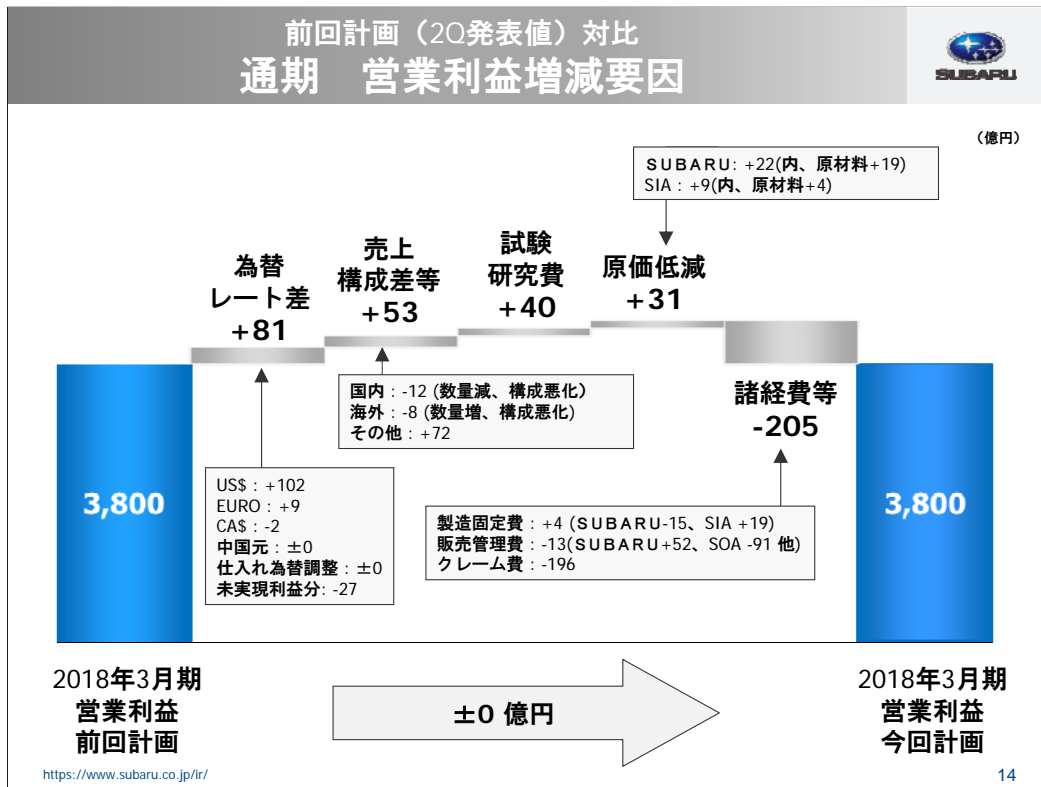 前回計画（2Q発表値）対比
通期　営業利益増減要因
SUBARU
（億円）
ＳＵＢＡＲＵ: +22(内、原材料+19)
SIA : +9(内、原材料+4)
為替
レート差
+81
売上
構成差等
+53
試験
研究費
+40
原価低減
+31
国内 : -12 (数量減、構成悪化）
海外 : -8 (数量増、構成悪化)
その他 : +72
諸経費等
-205
3,800
US$ : +102
EURO : +9
CA$ : -2
中国元 : ±0
仕入れ為替調整 : ±0
未実現利益分: -27
製造固定費 : +4 (ＳＵＢＡＲＵ-15、SIA +19)
販売管理費 : -13(ＳＵＢＡＲＵ+52、SOA -91 他)
クレーム費 : -196
3,800
2018年3月期
営業利益
前回計画
±0 億円
2018年3月期
営業利益
今回計画
https://www.subaru.co.jp/ir/
14